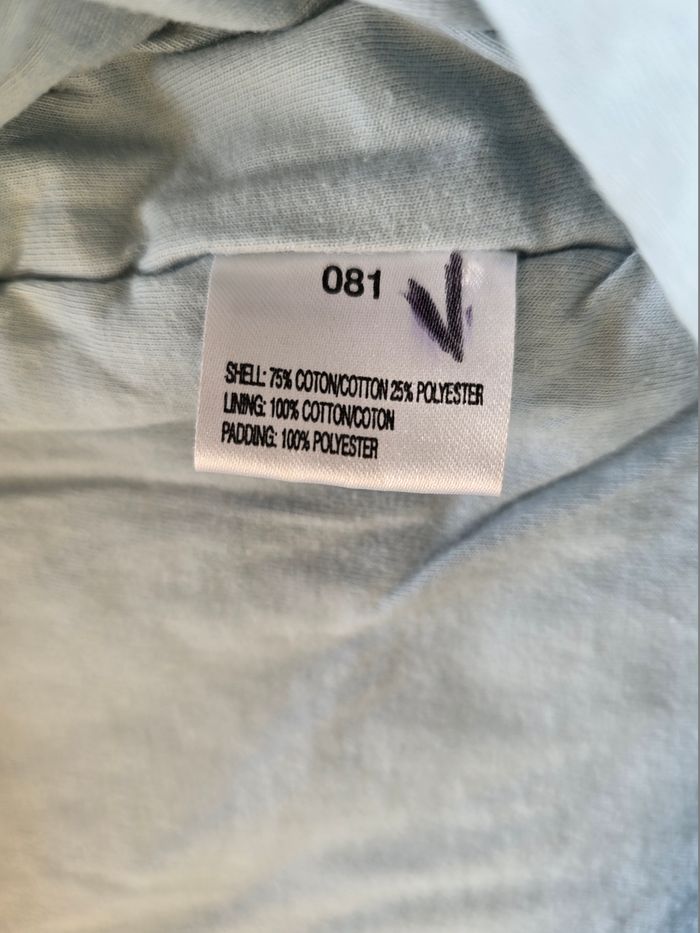 081
SHELL: 75% COTON/COTTON 25% POLYESTER
LINING: 100% COTTON/COTON
PADDING: 100% POLYESTER